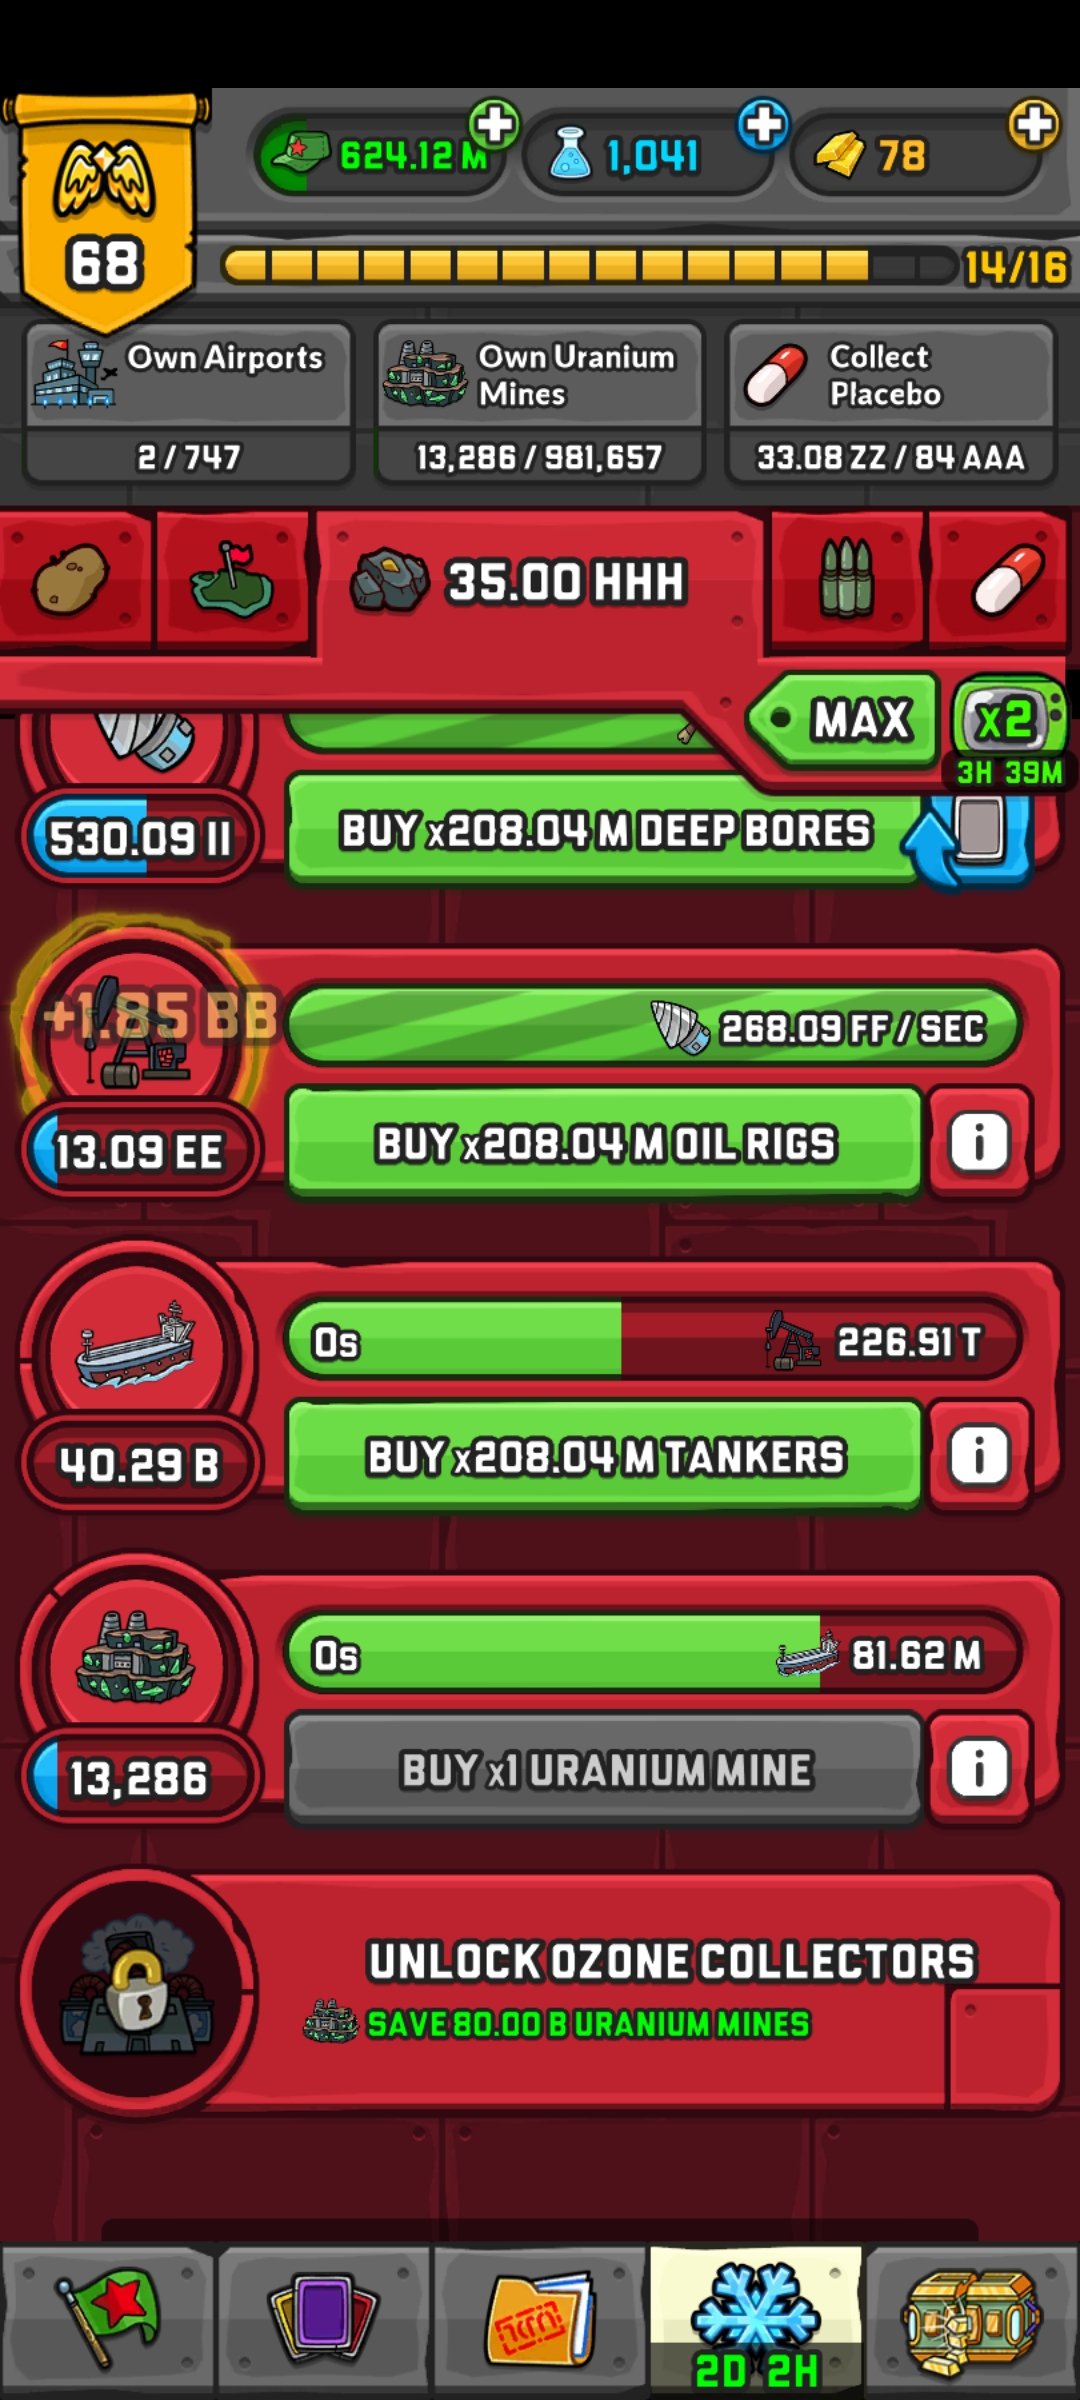 624.12 M
1,041
78
68
14/16
Own Airports
2 / 747
Own Uranium
Mines
13,286 / 981,657
Collect
Placebo
33.08 ZZ / 84 AAA
35.00 HHH
MAX
x2
3H 39M
530.09 II
BUY x208.04 M DEEP BORES
+1.85 BB
268.09 FF / SEC
13.09 EE
BUY x208.04 M OIL RIGS
i
0s
226.91 T
40.29 B
BUY x208.04 M TANKERS
i
0s
81.62 M
13,286
BUY x1 URANIUM MINE
i
UNLOCK OZONE COLLECTORS
SAVE 80.00 B URANIUM MINES
2D 2H